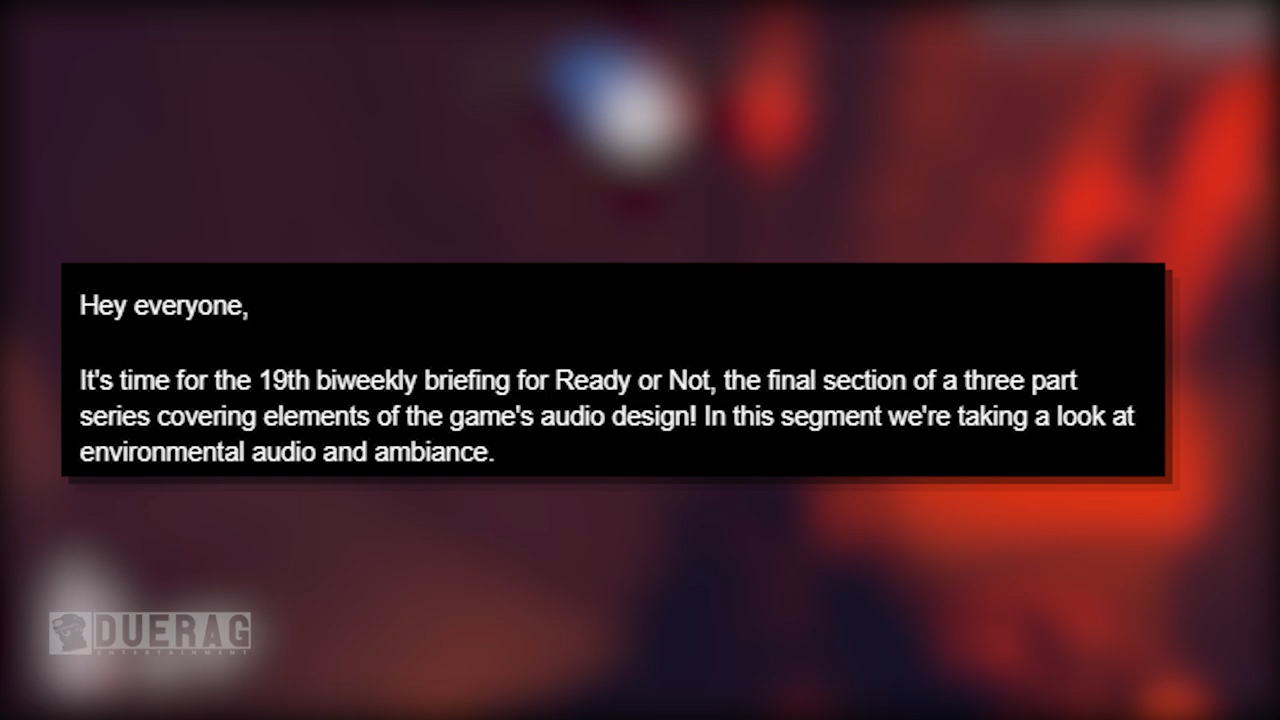 Hey everyone,
It's time for the 19th biweekly briefing for Ready or Not, the final section of a three part
series covering elements of the game's audio design! In this segment we're taking a look at
environmental audio and ambiance.
DUERAG
ENTERTAINMENT